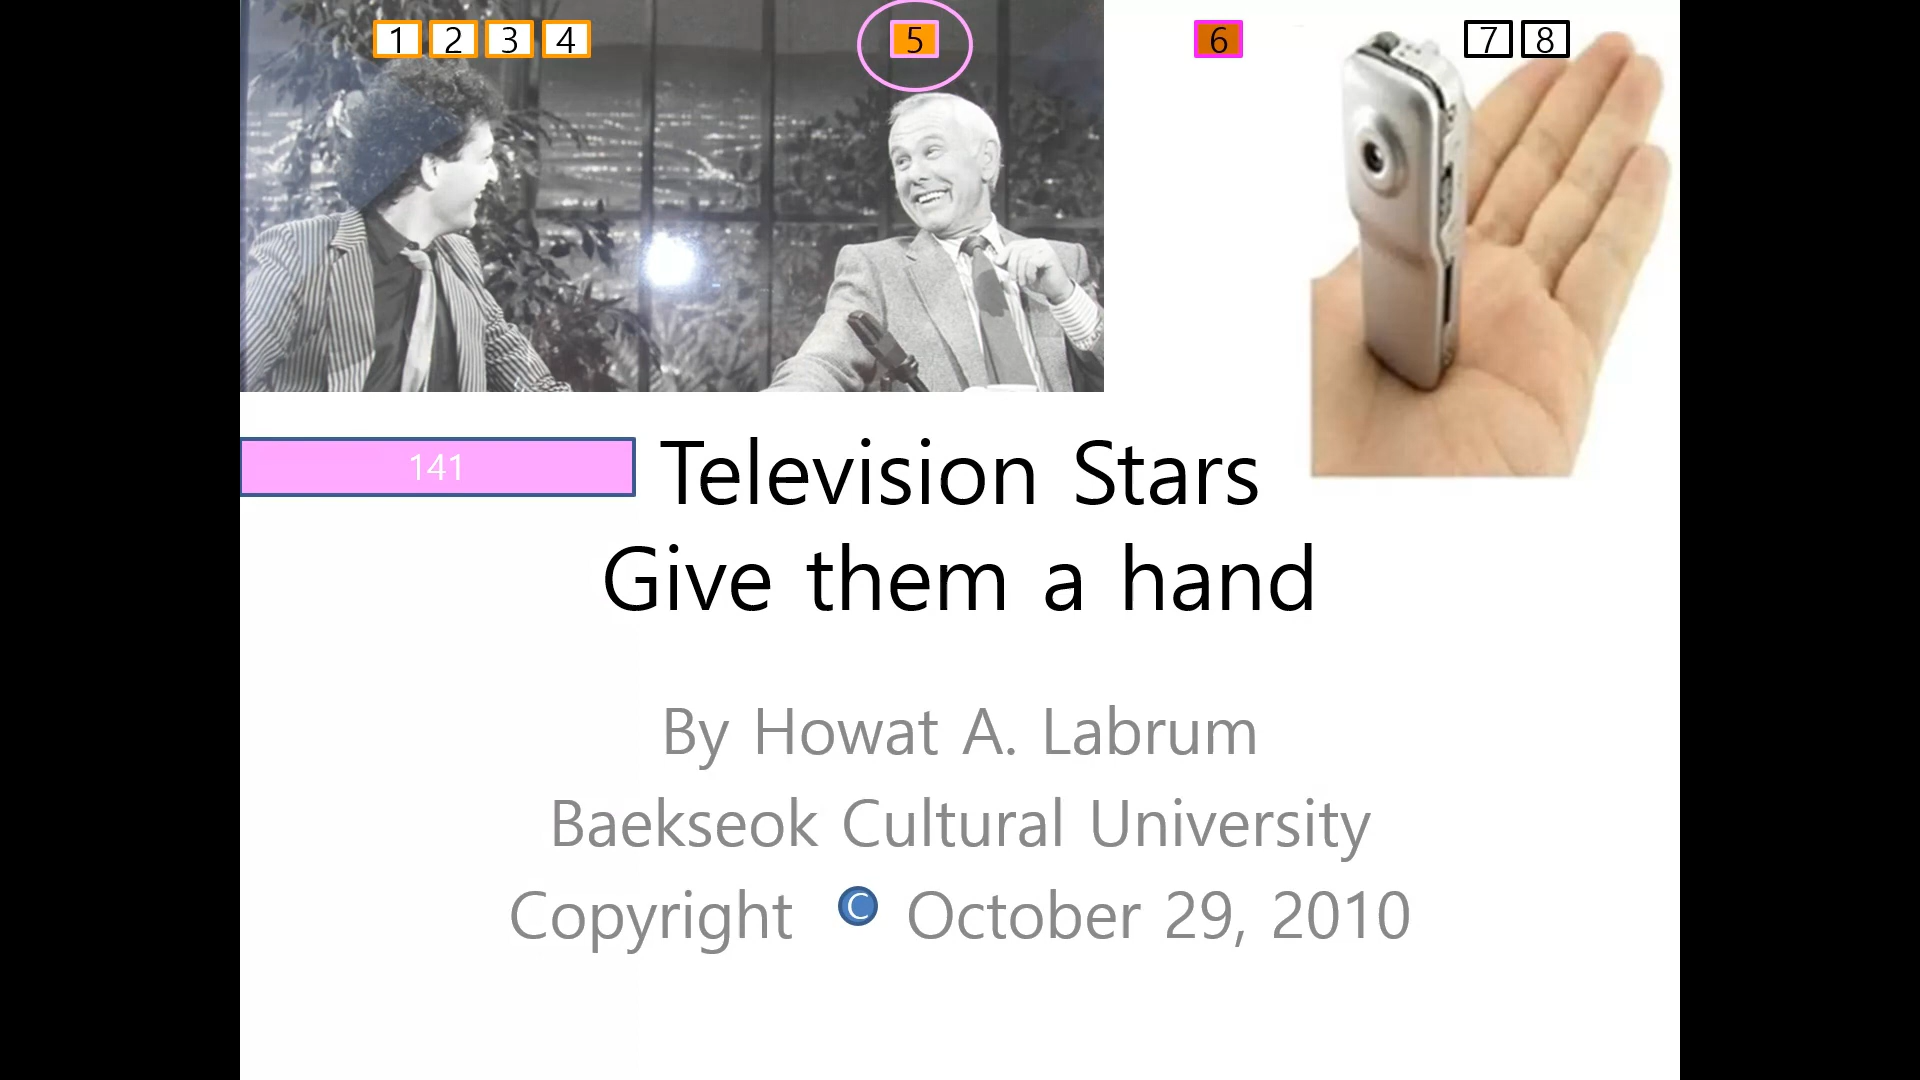 1 2 3 4 5 6 7 8
141
Television Stars
Give them a hand
By Howat A. Labrum
Baekseok Cultural University
Copyright © October 29, 2010